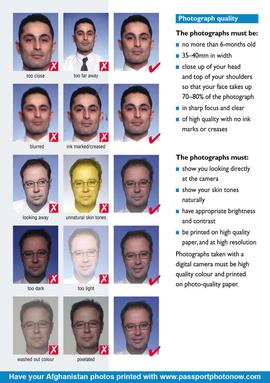 Photograph quality
The photographs must be:
no more than 6-months old
35–40mm in width
close up of your head
and top of your shoulders
so that your face takes up
70–80% of the photograph
in sharp focus and clear
of high quality with no ink
marks or creases
The photographs must:
show you looking directly
at the camera
show your skin tones
naturally
have appropriate brightness
and contrast
be printed on high quality
paper, and at high resolution
Photographs taken with a
digital camera must be high
quality colour and printed
on photo-quality paper.
too close
too far away
blurred
ink marked/creased
looking away
unnatural skin tones
too dark
too light
washed out colour
pixelated
Have your Afghanistan photos printed with www.passportphotonow.com